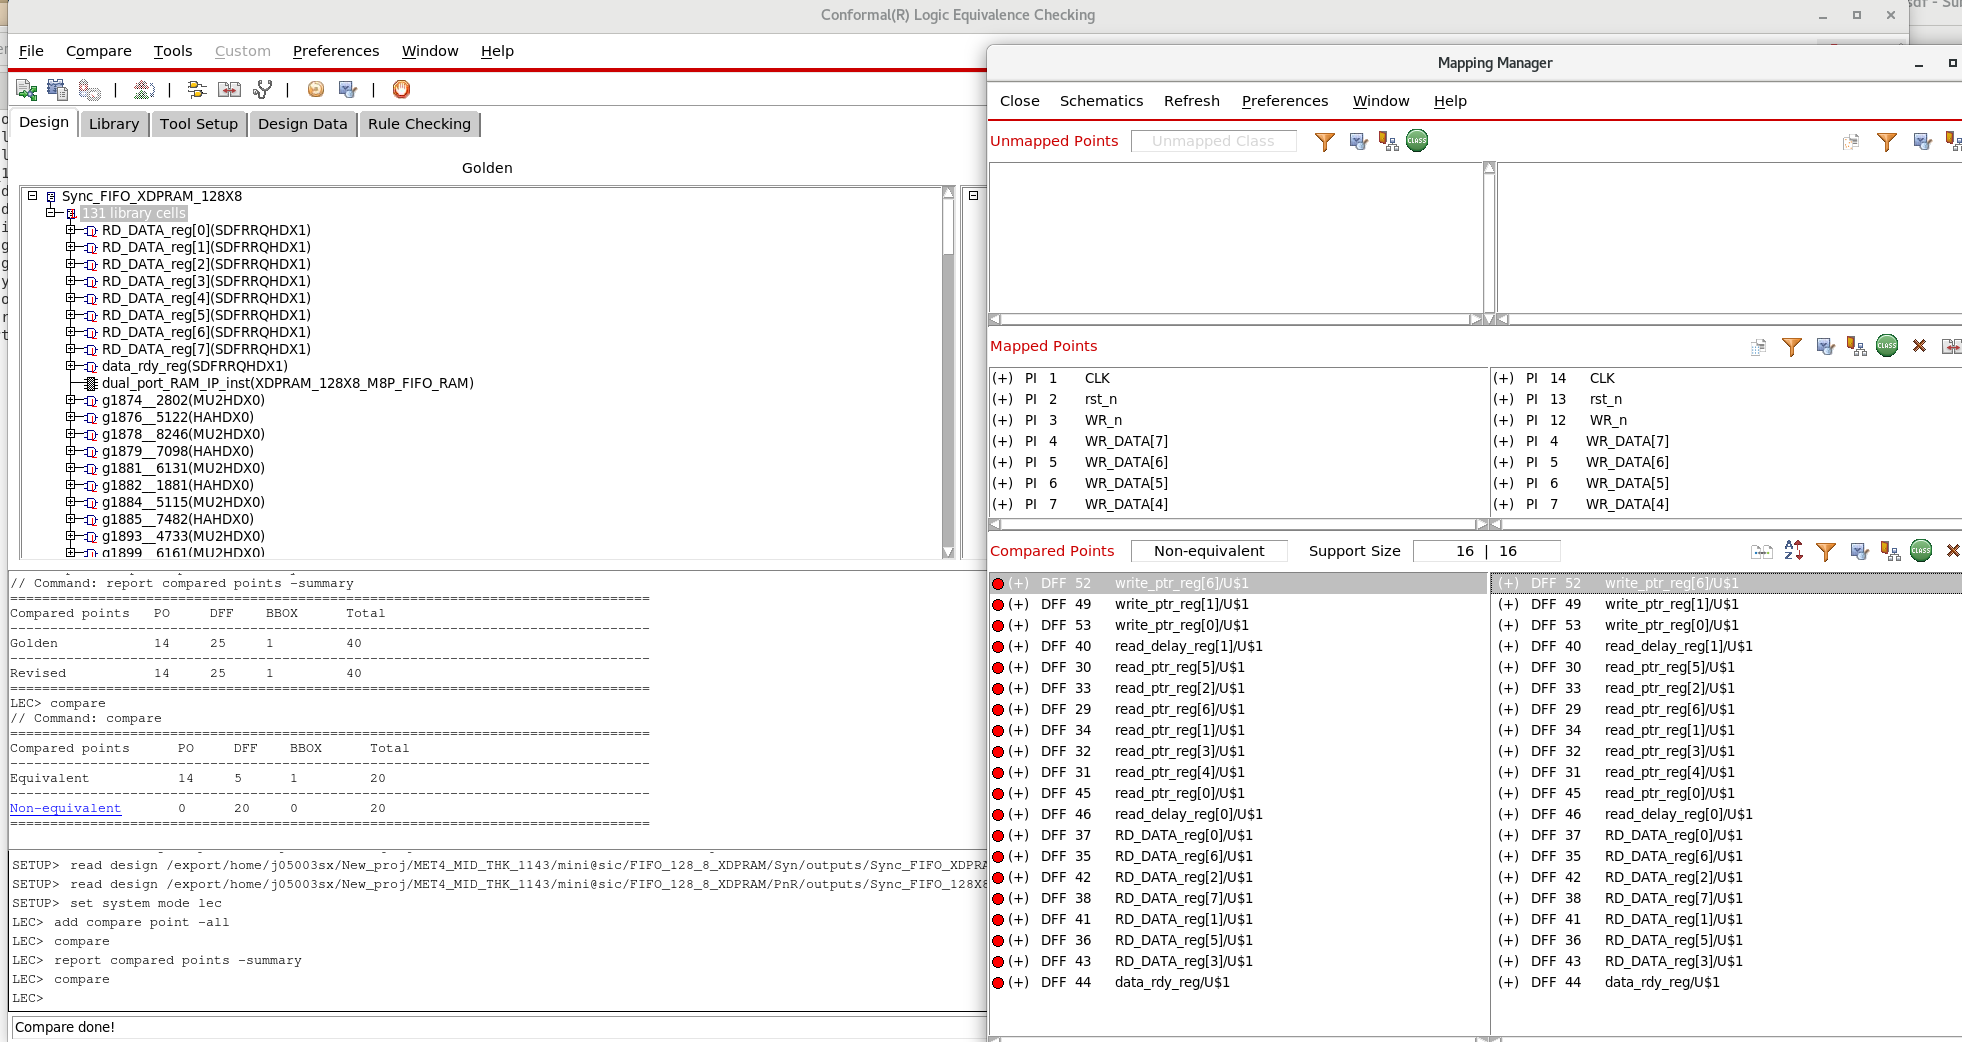 Conformal(R) Logic Equivalence Checking
File Compare Tools Custom Preferences Window Help
Design Library Tool Setup Design Data Rule Checking
Golden
Sync_FIFO_XDPRAM_128X8
131 library cells
RD_DATA_reg[0](SDFRRQHDX1)
RD_DATA_reg[1](SDFRRQHDX1)
RD_DATA_reg[2](SDFRRQHDX1)
RD_DATA_reg[3](SDFRRQHDX1)
RD_DATA_reg[4](SDFRRQHDX1)
RD_DATA_reg[5](SDFRRQHDX1)
RD_DATA_reg[6](SDFRRQHDX1)
RD_DATA_reg[7](SDFRRQHDX1)
data_rdy_reg(SDFRRQHDX1)
dual_port_RAM_IP_inst(XDPRAM_128X8_M8P_FIFO_RAM)
g1874__2802(MU2HDX0)
g1876__5122(HAHDX0)
g1878__8246(MU2HDX0)
g1879__7098(HAHDX0)
g1881__6131(MU2HDX0)
g1882__1881(HAHDX0)
g1884__5115(MU2HDX0)
g1885__7482(HAHDX0)
g1893__4733(MU2HDX0)
g1899__6161(MU2HDX0)
// Command: report compared points -summary
================================================================================
Compared points PO DFF BBOX Total
--------------------------------------------------------------------------------
Golden 14 25 1 40
--------------------------------------------------------------------------------
Revised 14 25 1 40
================================================================================
LEC> compare
// Command: compare
================================================================================
Compared points PO DFF BBOX Total
--------------------------------------------------------------------------------
Equivalent 14 5 1 20
--------------------------------------------------------------------------------
Non-equivalent 0 20 0 20
================================================================================
SETUP> read design /export/home/j05003sx/New_proj/MET4_MID_THK_1143/mini@sic/FIFO_128_8_XDPRAM/Syn/outputs/Sync_FIFO_XDPRA
SETUP> read design /export/home/j05003sx/New_proj/MET4_MID_THK_1143/mini@sic/FIFO_128_8_XDPRAM/PnR/outputs/Sync_FIFO_128X8
SETUP> set system mode lec
LEC> add compare point -all
LEC> compare
LEC> report compared points -summary
LEC> compare
LEC>
Compare done!
Mapping Manager
Close Schematics Refresh Preferences Window Help
Unmapped Points Unmapped Class CLASS
Mapped Points CLASS
(+) PI 1 CLK (+) PI 14 CLK
(+) PI 2 rst_n (+) PI 13 rst_n
(+) PI 3 WR_n (+) PI 12 WR_n
(+) PI 4 WR_DATA[7] (+) PI 4 WR_DATA[7]
(+) PI 5 WR_DATA[6] (+) PI 5 WR_DATA[6]
(+) PI 6 WR_DATA[5] (+) PI 6 WR_DATA[5]
(+) PI 7 WR_DATA[4] (+) PI 7 WR_DATA[4]
Compared Points Non-equivalent Support Size 16 | 16 CLASS
(+) DFF 52 write_ptr_reg[6]/U$1 (+) DFF 52 write_ptr_reg[6]/U$1
(+) DFF 49 write_ptr_reg[1]/U$1 (+) DFF 49 write_ptr_reg[1]/U$1
(+) DFF 53 write_ptr_reg[0]/U$1 (+) DFF 53 write_ptr_reg[0]/U$1
(+) DFF 40 read_delay_reg[1]/U$1 (+) DFF 40 read_delay_reg[1]/U$1
(+) DFF 30 read_ptr_reg[5]/U$1 (+) DFF 30 read_ptr_reg[5]/U$1
(+) DFF 33 read_ptr_reg[2]/U$1 (+) DFF 33 read_ptr_reg[2]/U$1
(+) DFF 29 read_ptr_reg[6]/U$1 (+) DFF 29 read_ptr_reg[6]/U$1
(+) DFF 34 read_ptr_reg[1]/U$1 (+) DFF 34 read_ptr_reg[1]/U$1
(+) DFF 32 read_ptr_reg[3]/U$1 (+) DFF 32 read_ptr_reg[3]/U$1
(+) DFF 31 read_ptr_reg[4]/U$1 (+) DFF 31 read_ptr_reg[4]/U$1
(+) DFF 45 read_ptr_reg[0]/U$1 (+) DFF 45 read_ptr_reg[0]/U$1
(+) DFF 46 read_delay_reg[0]/U$1 (+) DFF 46 read_delay_reg[0]/U$1
(+) DFF 37 RD_DATA_reg[0]/U$1 (+) DFF 37 RD_DATA_reg[0]/U$1
(+) DFF 35 RD_DATA_reg[6]/U$1 (+) DFF 35 RD_DATA_reg[6]/U$1
(+) DFF 42 RD_DATA_reg[2]/U$1 (+) DFF 42 RD_DATA_reg[2]/U$1
(+) DFF 38 RD_DATA_reg[7]/U$1 (+) DFF 38 RD_DATA_reg[7]/U$1
(+) DFF 41 RD_DATA_reg[1]/U$1 (+) DFF 41 RD_DATA_reg[1]/U$1
(+) DFF 36 RD_DATA_reg[5]/U$1 (+) DFF 36 RD_DATA_reg[5]/U$1
(+) DFF 43 RD_DATA_reg[3]/U$1 (+) DFF 43 RD_DATA_reg[3]/U$1
(+) DFF 44 data_rdy_reg/U$1 (+) DFF 44 data_rdy_reg/U$1